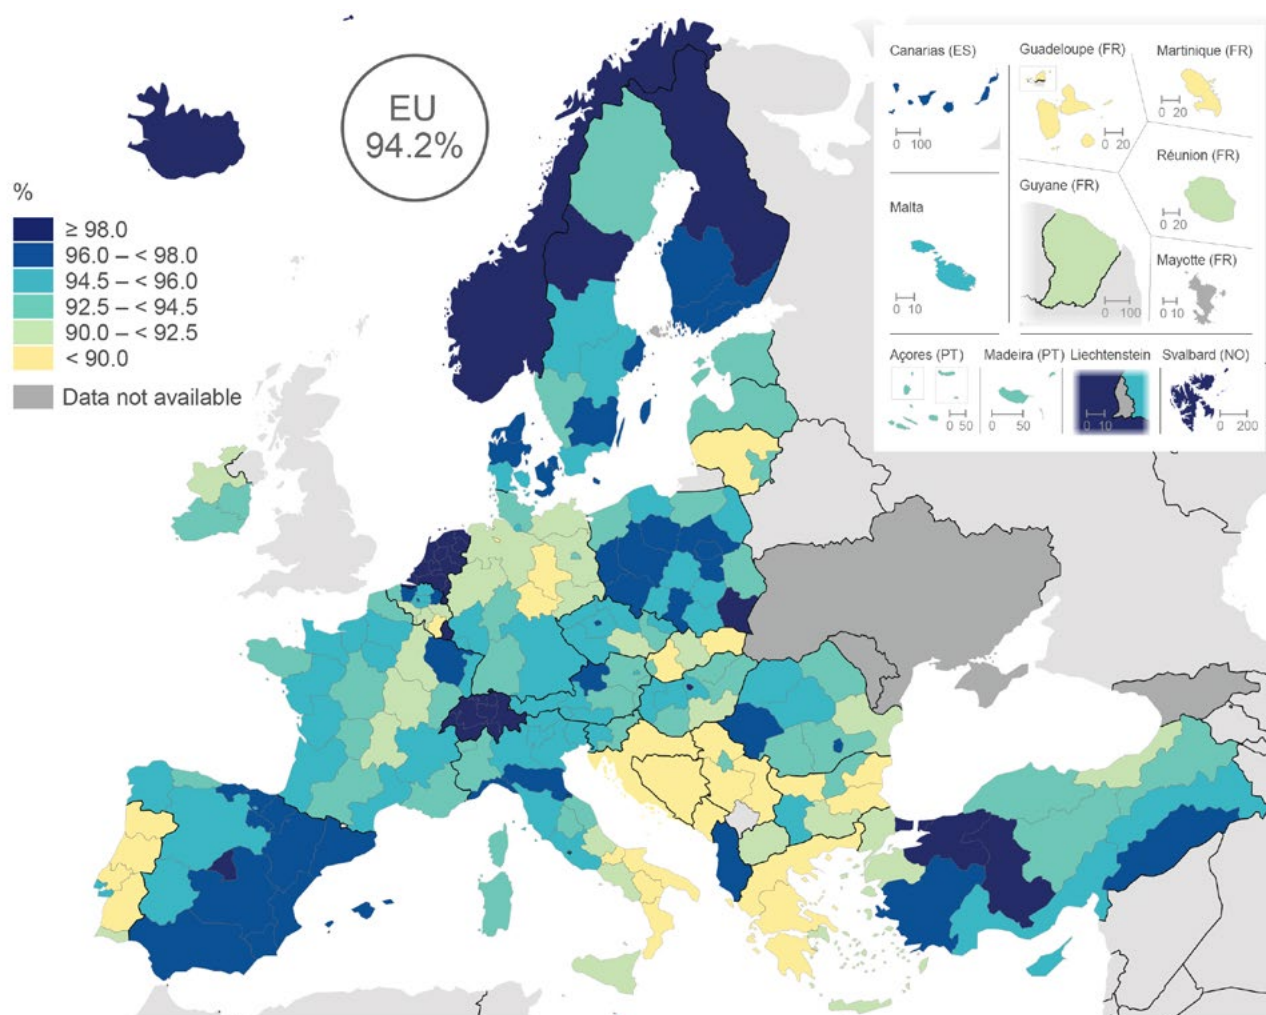 EU
94.2%
%
≥ 98.0
96.0 – < 98.0
94.5 – < 96.0
92.5 – < 94.5
90.0 – < 92.5
< 90.0
Data not available
Canarias (ES)
0 100
Guadeloupe (FR)
0 20
Martinique (FR)
0 20
Réunion (FR)
0 20
Malta
0 10
Guyane (FR)
0 100
Mayotte (FR)
0 10
Açores (PT)
0 50
Madeira (PT)
0 50
Liechtenstein
0 10
Svalbard (NO)
0 200